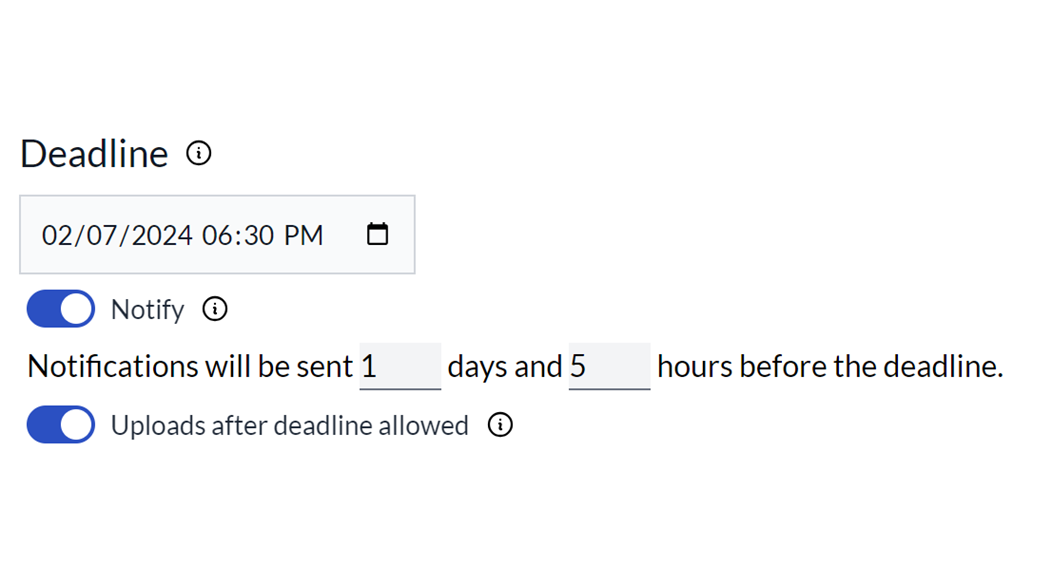 Deadline
02/07/2024 06:30 PM
Notify
Notifications will be sent 1 days and 5 hours before the deadline.
Uploads after deadline allowed